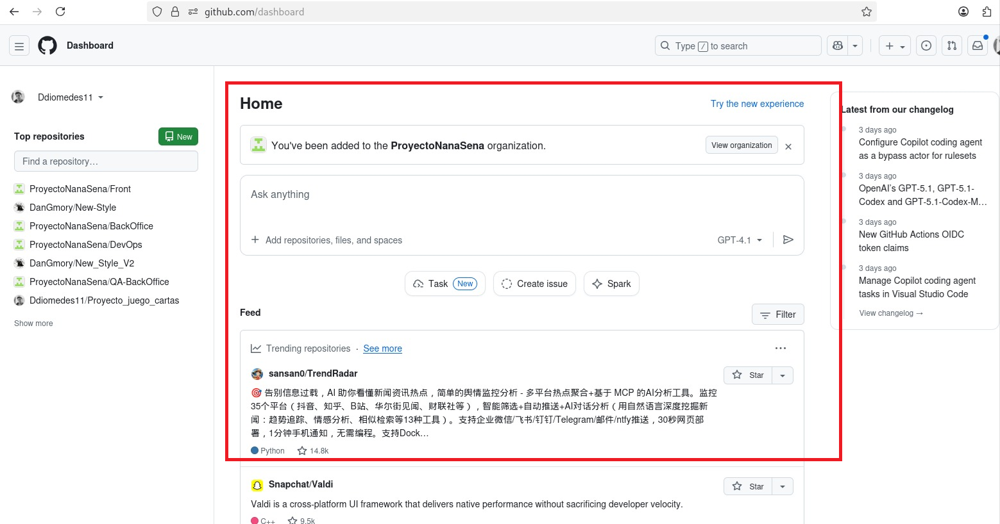 github.com/dashboard
Dashboard
Type / to search
Ddiomedes11
Top repositories
New
Find a repository…
ProyectoNanaSena/Front
DanGmory/New-Style
ProyectoNanaSena/BackOffice
ProyectoNanaSena/DevOps
DanGmory/New_Style_V2
ProyectoNanaSena/QA-BackOffice
Ddiomedes11/Proyecto_juego_cartas
Show more
Home
Try the new experience
You've been added to the ProyectoNanaSena organization.
View organization
Ask anything
Add repositories, files, and spaces
GPT-4.1
Task New
Create issue
Spark
Feed
Filter
Trending repositories · See more
sansan0/TrendRadar
Star
🎯 告别信息过载，AI 助你看懂新闻资讯热点，简单的舆情监控分析 - 多平台热点聚合+基于 MCP 的AI分析工具。监控
35个平台（抖音、知乎、B站、华尔街见闻、财联社等），智能筛选+自动推送+AI对话分析（用自然语言深度挖掘新
闻：趋势追踪、情感分析、相似检索等13种工具）。支持企业微信/飞书/钉钉/Telegram/邮件/ntfy推送，30秒网页部
署，1分钟手机通知，无需编程。支持Dock…
Python
14.8k
Snapchat/Valdi
Star
Valdi is a cross-platform UI framework that delivers native performance without sacrificing developer velocity.
C++
9.5k
Latest from our changelog
3 days ago
Configure Copilot coding agent
as a bypass actor for rulesets
3 days ago
OpenAI's GPT-5.1, GPT-5.1-
Codex and GPT-5.1-Codex-M…
3 days ago
New GitHub Actions OIDC
token claims
3 days ago
Manage Copilot coding agent
tasks in Visual Studio Code
View changelog →